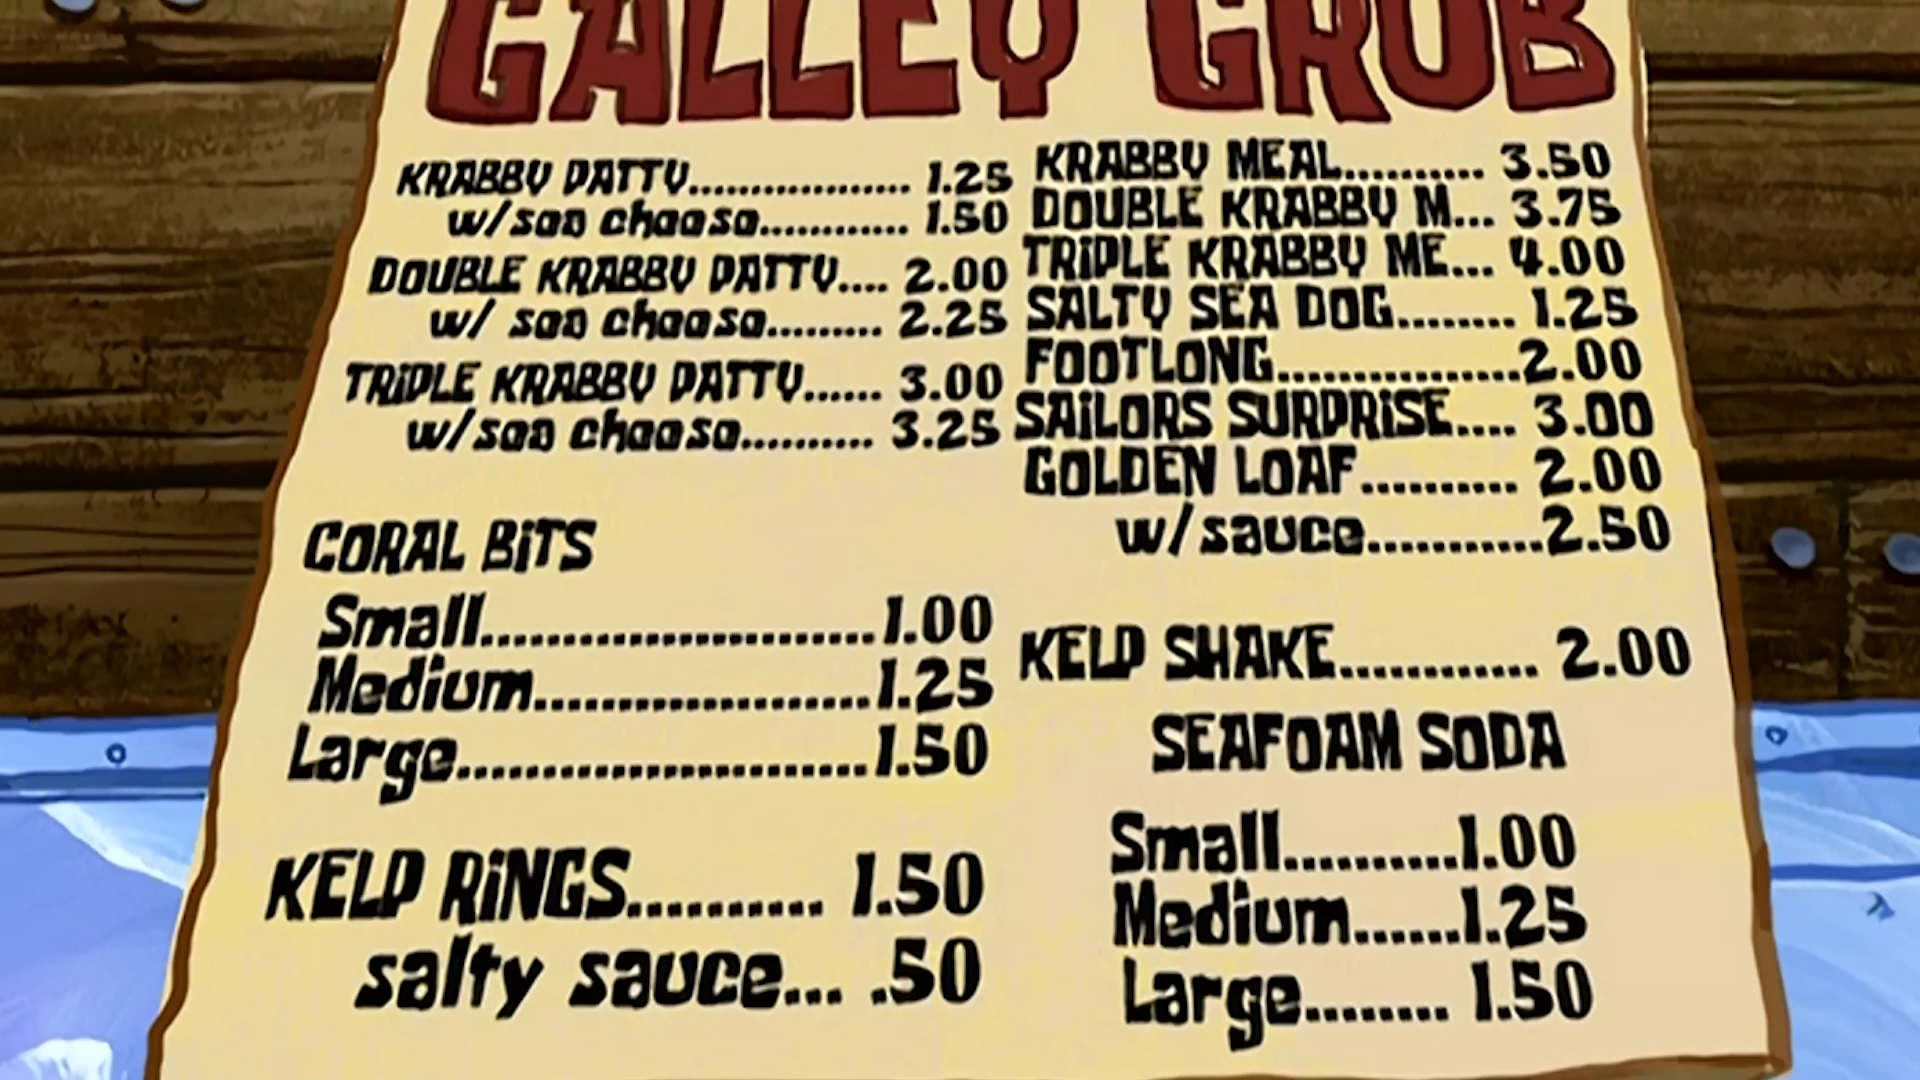 GALLEY GRUB
KRABBY PATTY.................. 1.25
w/sea cheese............ 1.50
DOUBLE KRABBY PATTY.... 2.00
w/ sea cheese......... 2.25
TRiPLE KRABBY PATTY...... 3.00
w/sea cheese.......... 3.25
CORAL BiTS
Small........................1.00
Medium.....................1.25
Large.........................1.50
KELP RiNGS.......... 1.50
salty sauce... .50
KRABBY MEAL.......... 3.50
DOUBLE KRABBY M... 3.75
TRiPLE KRABBY ME... 4.00
SALTY SEA DOG........ 1.25
FOOTLONG................2.00
SAiLORS SURPRiSE.... 3.00
GOLDEN LOAF.......... 2.00
w/sauce...........2.50
KELP SHAKE............ 2.00
SEAFOAM SODA
Small..........1.00
Medium......1.25
Large........ 1.50